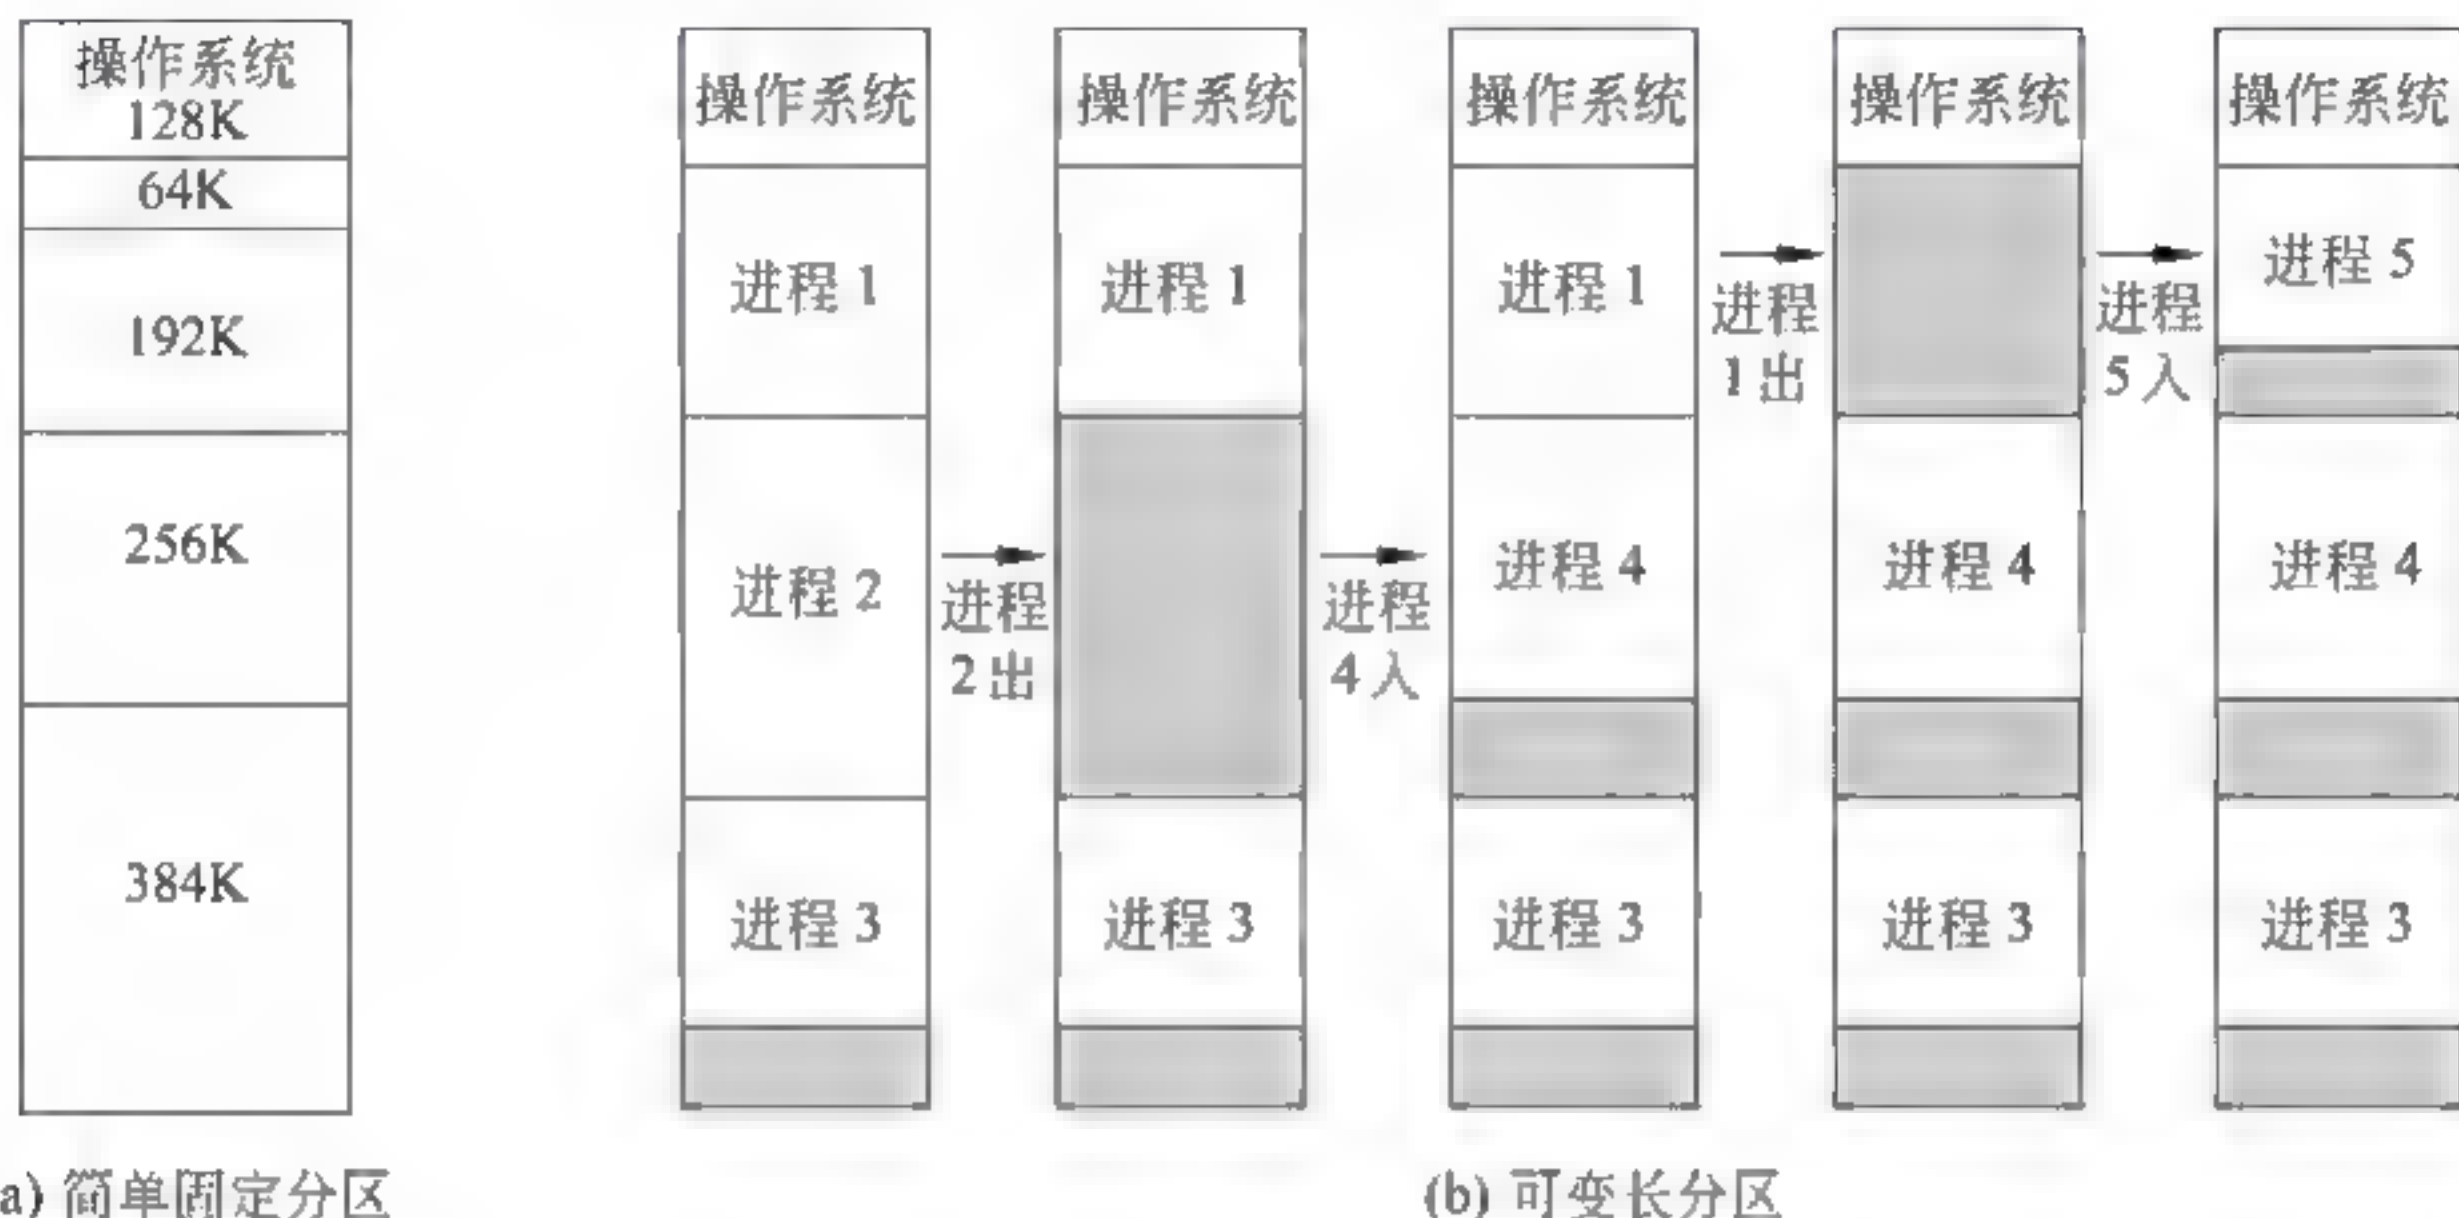 操作系统
128K
64K
192K
256K
384K
a) 简单固定分区
操作系统
进程 1
进程 2
进程 3
进程
2 出
操作系统
进程 1
进程 3
进程
4 入
操作系统
进程 1
进程 4
进程 3
进程
1 出
操作系统
进程 4
进程 3
进程
5 入
操作系统
进程 5
进程 4
进程 3
(b) 可变长分区